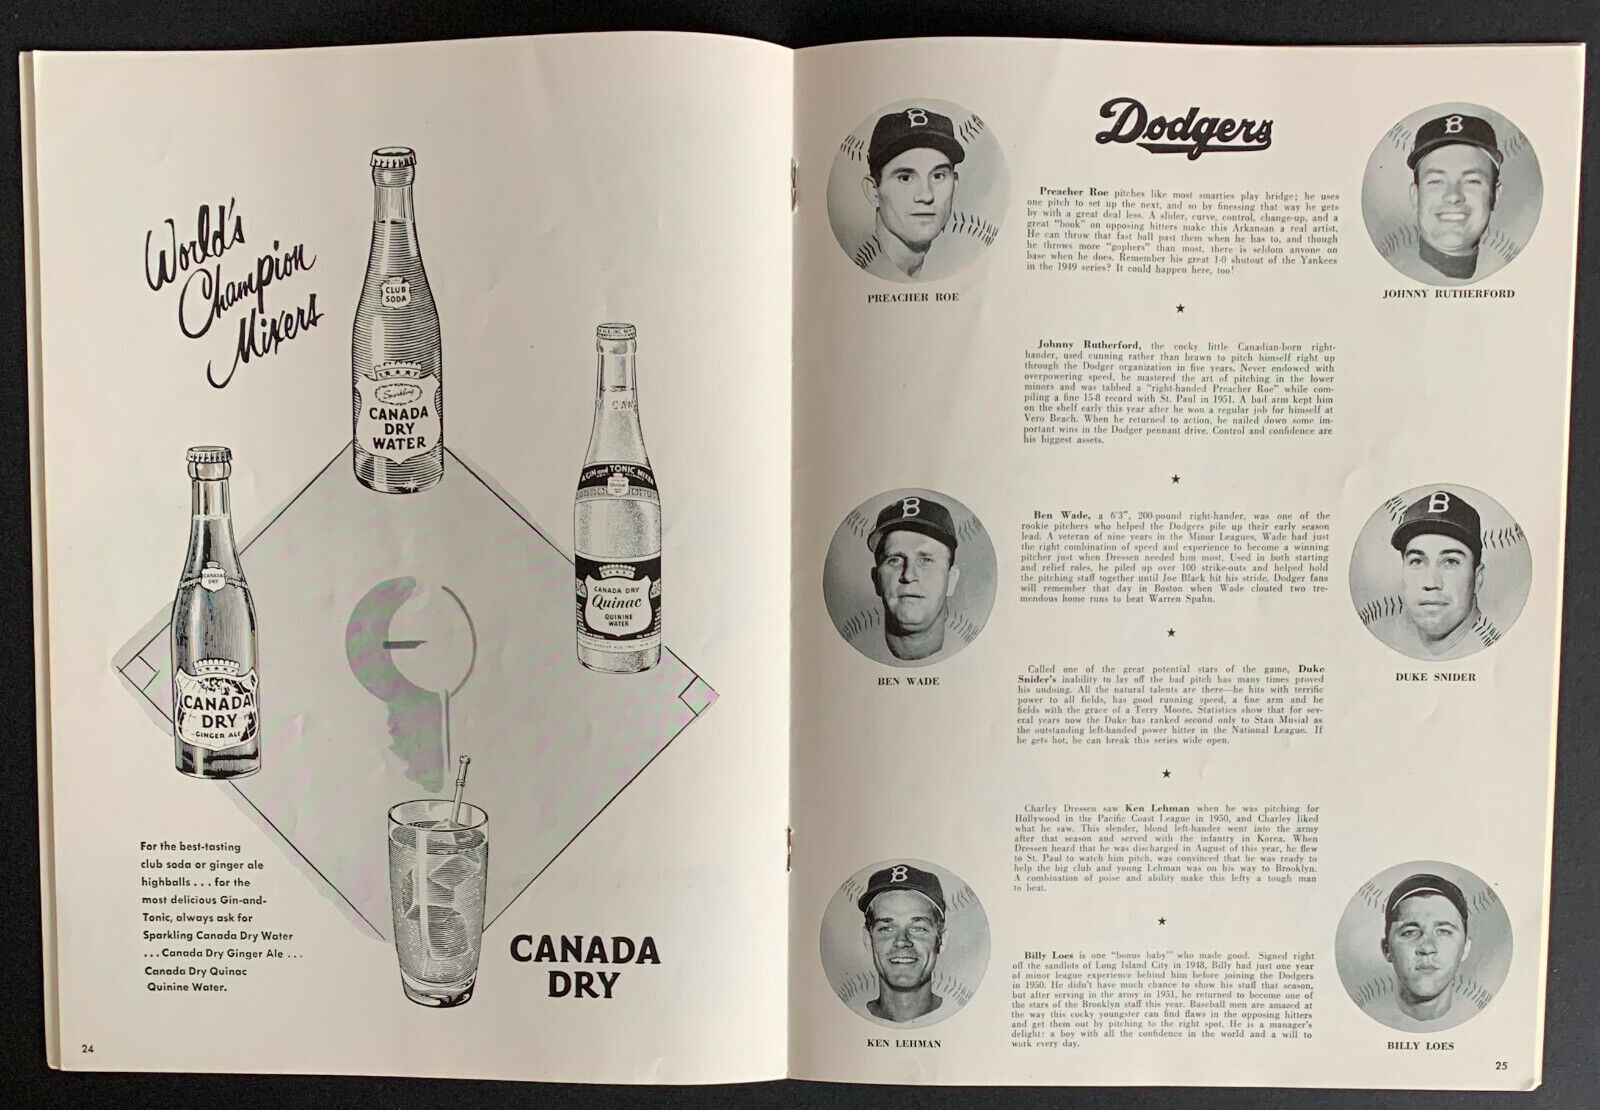 World's
Champion
Mixers
CLUB
SODA
Sparkling
CANADA
DRY
WATER
A GIN and TONIC MIXER
Quinac
CANADA DRY
Quinac
QUININE
WATER
CANADA
DRY
CANADA
DRY
GINGER ALE
For the best-tasting
club soda or ginger ale
highballs . . . for the
most delicious Gin-and-
Tonic, always ask for
Sparkling Canada Dry Water
. . . Canada Dry Ginger Ale . . .
Canada Dry Quinac
Quinine Water.
CANADA
DRY
24
Dodgers
PREACHER ROE
JOHNNY RUTHERFORD
Preacher Roe pitches like most smarties play bridge; he uses
one pitch to set up the next, and so by finessing that way he gets
by with a great deal less. A slider, curve, control, change-up, and a
great "book" on opposing hitters make this Arkansan a real artist.
He can throw that fast ball past them when he has to, and though
he throws more "gophers" than most, there is seldom anyone on
base when he does. Remember his great 1-0 shutout of the Yankees
in the 1949 series? It could happen here, too!
Johnny Rutherford, the cocky little Canadian-born right-
hander, used cunning rather than brawn to pitch himself right up
through the Dodger organization in five years. Never endowed with
overpowering speed, he mastered the art of pitching in the lower
minors and was tabbed a "right-handed Preacher Roe" while com-
piling a fine 15-8 record with St. Paul in 1951. A bad arm kept him
on the shelf early this year after he won a regular job for himself at
Vero Beach. When he returned to action, he nailed down some im-
portant wins in the Dodger pennant drive. Control and confidence are
his biggest assets.
BEN WADE
DUKE SNIDER
Ben Wade, a 6'3", 200-pound right-hander, was one of the
rookie pitchers who helped the Dodgers pile up their early season
lead. A veteran of nine years in the Minor Leagues, Wade had just
the right combination of speed and experience to become a winning
pitcher just when Dressen needed him most. Used in both starting
and relief roles, he piled up over 100 strike-outs and helped hold
the pitching staff together until Joe Black hit his stride. Dodger fans
will remember that day in Boston when Wade clouted two tre-
mendous home runs to beat Warren Spahn.
Called one of the great potential stars of the game, Duke
Snider's inability to lay off the bad pitch has many times proved
his undoing. All the natural talents are there—he hits with terrific
power to all fields, has good running speed, a fine arm and he
fields with the grace of a Terry Moore. Statistics show that for sev-
eral years now the Duke has ranked second only to Stan Musial as
the outstanding left-handed power hitter in the National League. If
he gets hot, he can break this series wide open.
Charley Dressen saw Ken Lehman when he was pitching for
Hollywood in the Pacific Coast League in 1950, and Charley liked
what he saw. This slender, blond left-hander went into the army
after that season and served with the infantry in Korea. When
Dressen heard that he was discharged in August of this year, he flew
to St. Paul to watch him pitch, was convinced that he was ready to
help the big club and young Lehman was on his way to Brooklyn.
A combination of poise and ability make this lefty a tough man
to beat.
KEN LEHMAN
BILLY LOES
Billy Loes is one "bonus baby" who made good. Signed right
off the sandlots of Long Island City in 1948, Billy had just one year
of minor league experience behind him before joining the Dodgers
in 1950. He didn't have much chance to show his stuff that season,
but after serving in the army in 1951, he returned to become one of
the stars of the Brooklyn staff this year. Baseball men are amazed at
the way this cocky youngster can find flaws in the opposing hitters
and get them out by pitching to the right spot. He is a manager's
delight: a boy with all the confidence in the world and a will to
work every day.
25